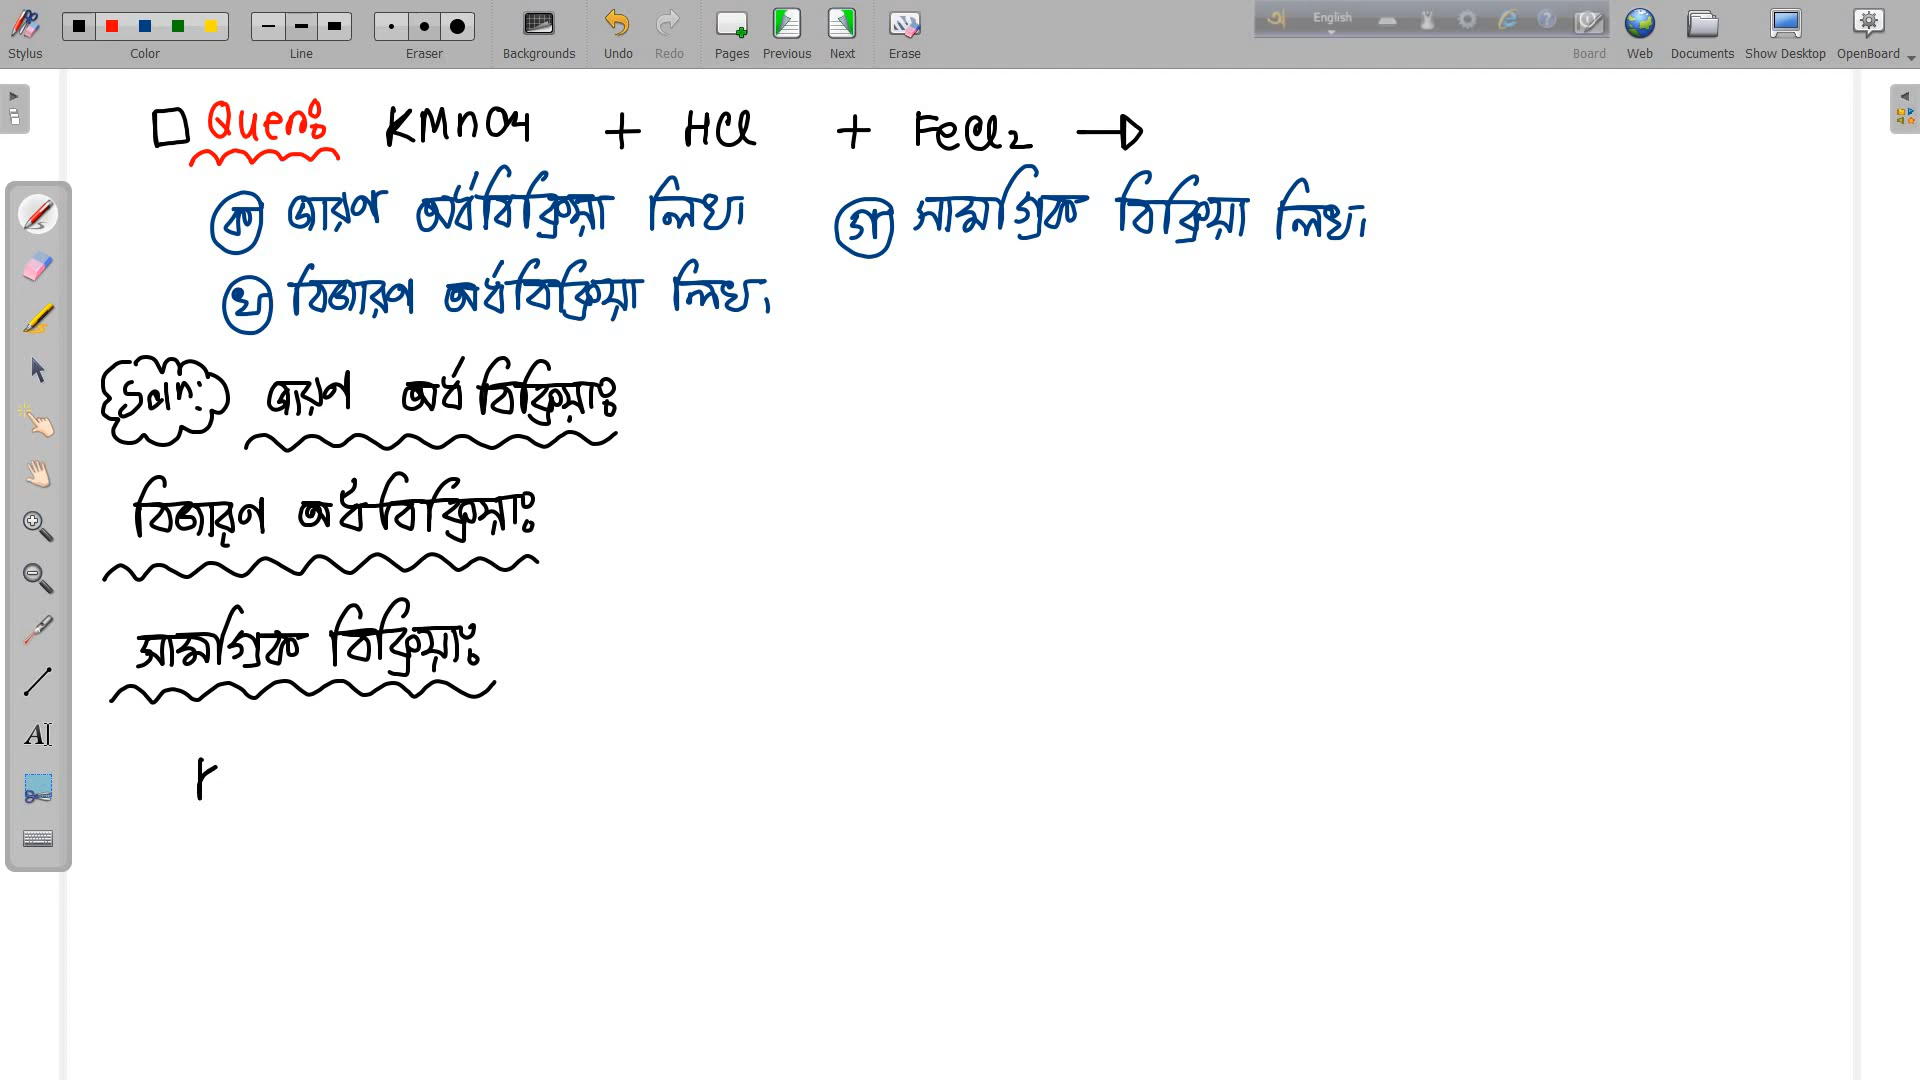 Stylus Color Line Eraser Backgrounds Undo Redo Pages Previous Next Erase English Board Web Documents Show Desktop OpenBoard
Quen: KMnO4 + HCl + FeCl2 →
ক জারণ অর্ধবিক্রিয়া লিখ। গ সামগ্রিক বিক্রিয়া লিখ।
খ বিজারণ অর্ধবিক্রিয়া লিখ।
Soln: জারণ অর্ধবিক্রিয়াঃ
বিজারণ অর্ধবিক্রিয়াঃ
সামগ্রিক বিক্রিয়াঃ